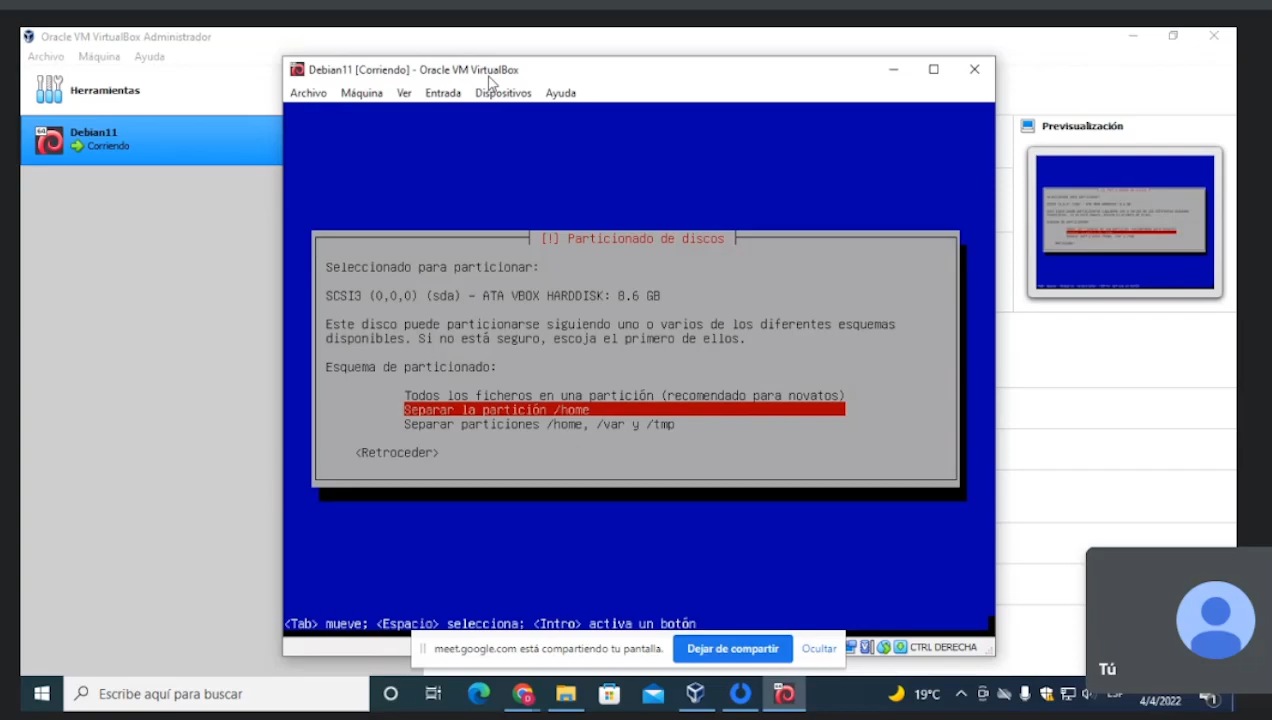 Oracle VM VirtualBox Administrador
Archivo Máquina Ayuda
Herramientas
Debian11
Corriendo
Debian11 [Corriendo] - Oracle VM VirtualBox
Archivo Máquina Ver Entrada Dispositivos Ayuda
Previsualización
[!] Particionado de discos
Seleccionado para particionar:
SCSI3 (0,0,0) (sda) - ATA VBOX HARDDISK: 8.6 GB
Este disco puede particionarse siguiendo uno o varios de los diferentes esquemas
disponibles. Si no está seguro, escoja el primero de ellos.
Esquema de particionado:
Todos los ficheros en una partición (recomendado para novatos)
Separar la partición /home
Separar particiones /home, /var y /tmp
<Retroceder>
<Tab> mueve; <Espacio> selecciona; <Intro> activa un botón
meet.google.com está compartiendo tu pantalla. Dejar de compartir Ocultar
CTRL DERECHA
Tú
Escribe aquí para buscar
19°C
4/4/2022